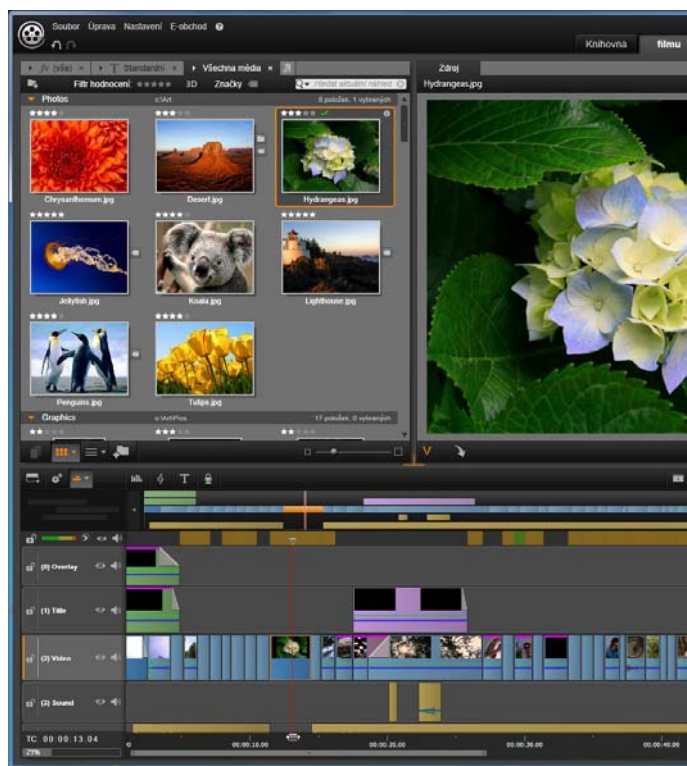 Soubor Úprava Nastavení E-obchod
Knihovna filmu
fx (vše) × T Standardní × Všechna média ×
Zdroj
Filtr hodnocení: 3D Značky Hledat aktuální náhled
Hydrangeas.jpg
Photos c:\Art 8 položek, 1 vybraných
Chrysanthemum.jpg Desert.jpg Hydrangeas.jpg
Jellyfish.jpg Koala.jpg Lighthouse.jpg
Penguins.jpg Tulips.jpg
Graphics c:\Art\Pics 17 položek, 0 vybraných
V
T
(0) Overlay
(1) Title
(2) Video
(3) Sound
TC 00:00:13.04
00:00:10.00 00:00:20.00 00:00:30.00 00:00:40.00